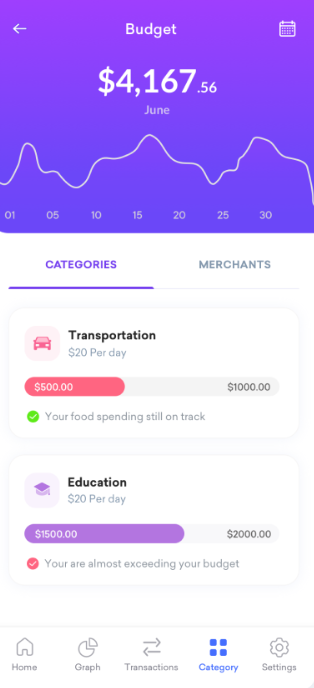 Budget
$4,167.56
June
01 05 10 15 20 25 30
CATEGORIES MERCHANTS
Transportation
$20 Per day
$500.00 $1000.00
Your food spending still on track
Education
$20 Per day
$1500.00 $2000.00
Your are almost exceeding your budget
Home Graph Transactions Category Settings